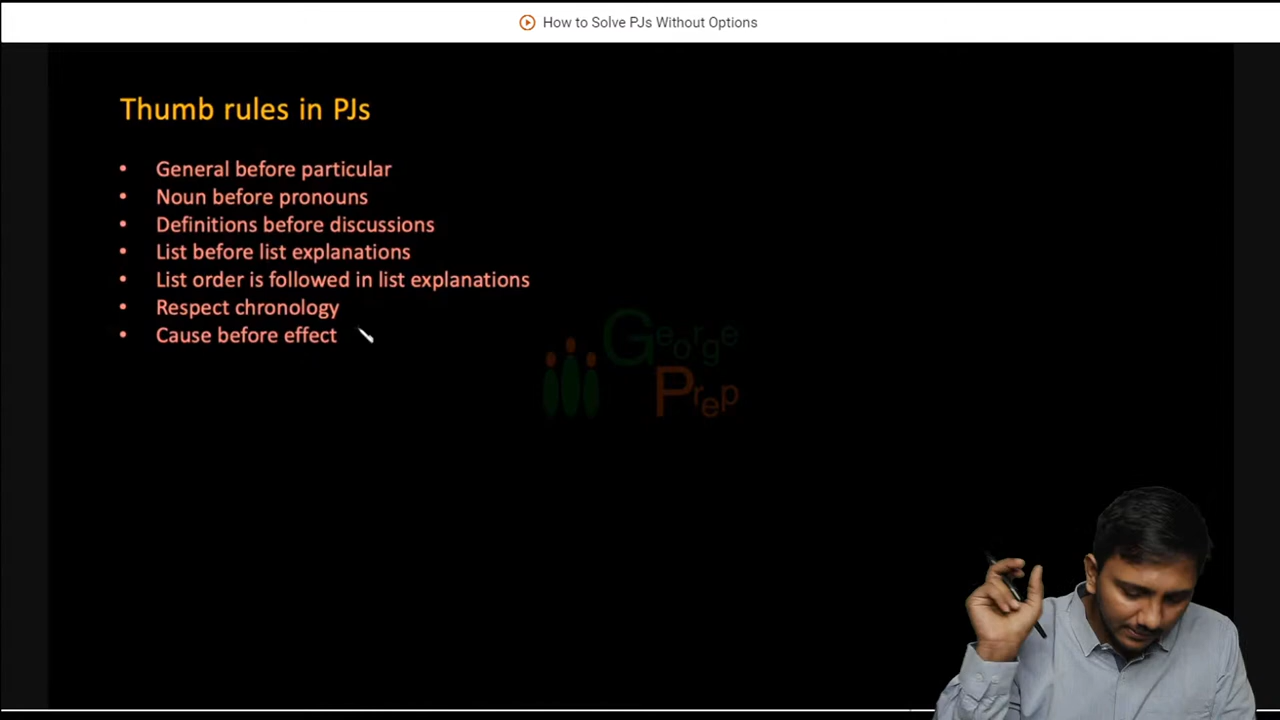 How to Solve PJs Without Options
Thumb rules in PJs
• General before particular
• Noun before pronouns
• Definitions before discussions
• List before list explanations
• List order is followed in list explanations
• Respect chronology
• Cause before effect
George
Prep